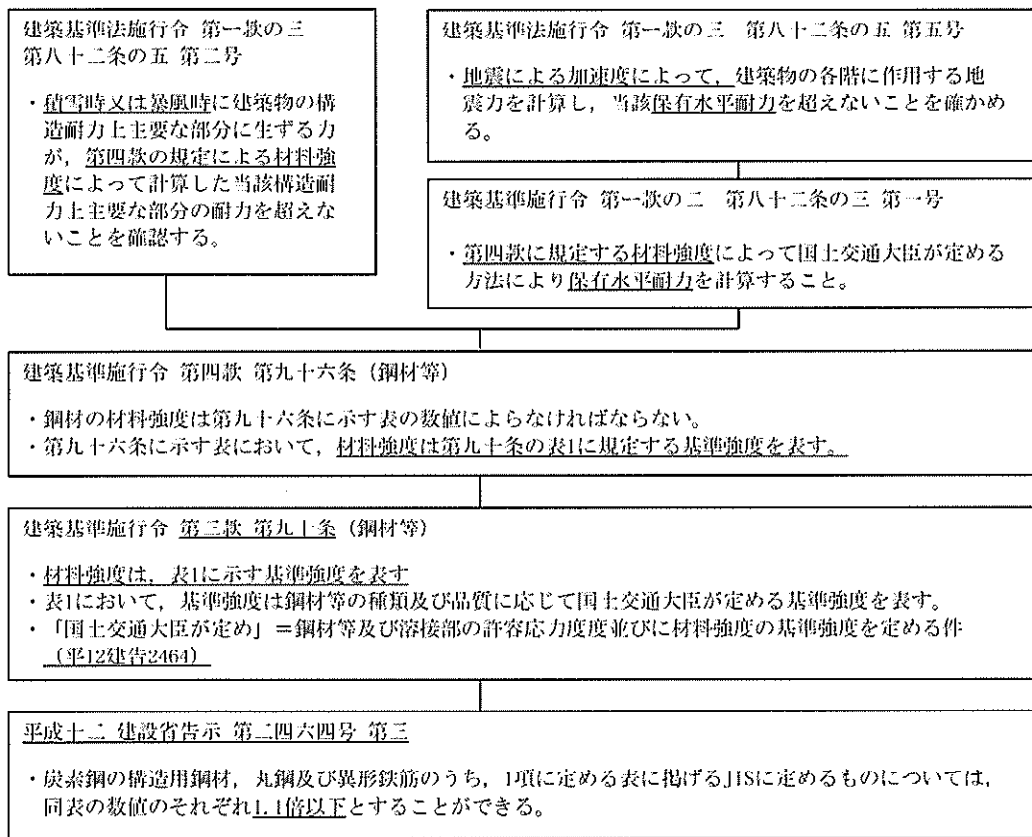 建築基準法施行令 第一款の三
第八十二条の五 第二号
・積雪時又は暴風時に建築物の構
造耐力上主要な部分に生ずる力
が，第四款の規定による材料強
度によって計算した当該構造耐
力上主要な部分の耐力を超えな
いことを確認する。
建築基準法施行令 第一款の三 第八十二条の五 第五号
・地震による加速度によって，建築物の各階に作用する地
震力を計算し，当該保有水平耐力を超えないことを確かめ
る。
建築基準施行令 第一款の二 第八十二条の三 第一号
・第四款に規定する材料強度によって国土交通大臣が定める
方法により保有水平耐力を計算すること。
建築基準施行令 第四款 第九十六条（鋼材等）
・鋼材の材料強度は第九十六条に示す表の数値によらなければならない。
・第九十六条に示す表において，材料強度は第九十条の表1に規定する基準強度を表す。
建築基準施行令 第三款 第九十条（鋼材等）
・材料強度は，表1に示す基準強度を表す
・表1において，基準強度は鋼材等の種類及び品質に応じて国土交通大臣が定める基準強度を表す。
・「国土交通大臣が定め」＝鋼材等及び溶接部の許容応力度度並びに材料強度の基準強度を定める件
（平12建告2464）
平成十二 建設省告示 第二四六四号 第三
・炭素鋼の構造用鋼材，丸鋼及び異形鉄筋のうち，1項に定める表に掲げるJISに定めるものについては，
同表の数値のそれぞれ1.1倍以下とすることができる。